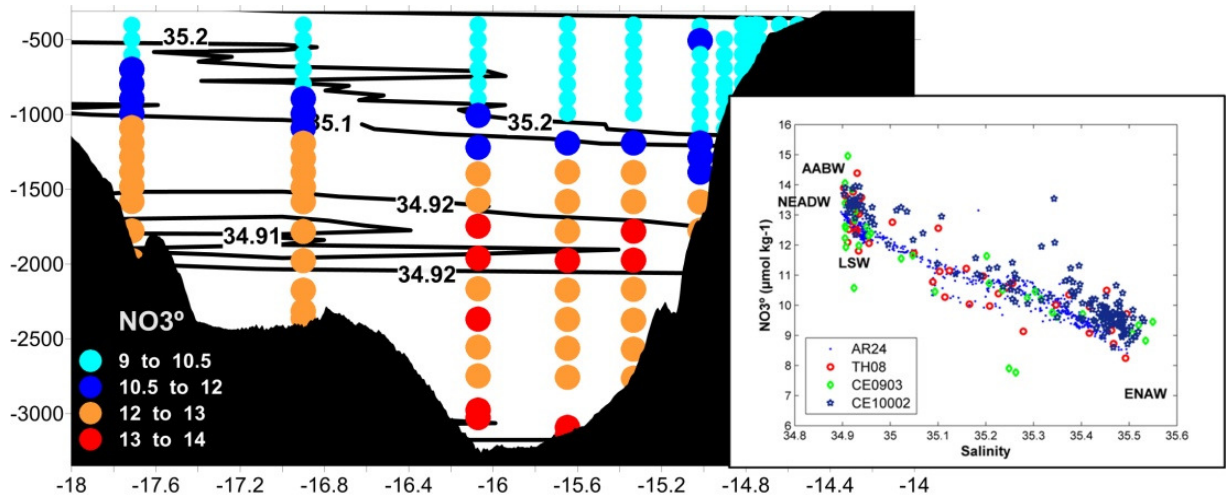 -500
-1000
-1500
-2000
-2500
-3000
35.2
35.1
35.2
34.92
34.91
34.92
NO3º
9 to 10.5
10.5 to 12
12 to 13
13 to 14
-18 -17.6 -17.2 -16.8 -16.4 -16 -15.6 -15.2 -14.8 -14.4 -14
16
15
14
13
12
11
10
9
8
7
6
NO3º (µmol kg-1)
AABW
NEADW
LSW
ENAW
AR24
TH08
CE0903
CE10002
34.8 34.9 35 35.1 35.2 35.3 35.4 35.5 35.6
Salinity